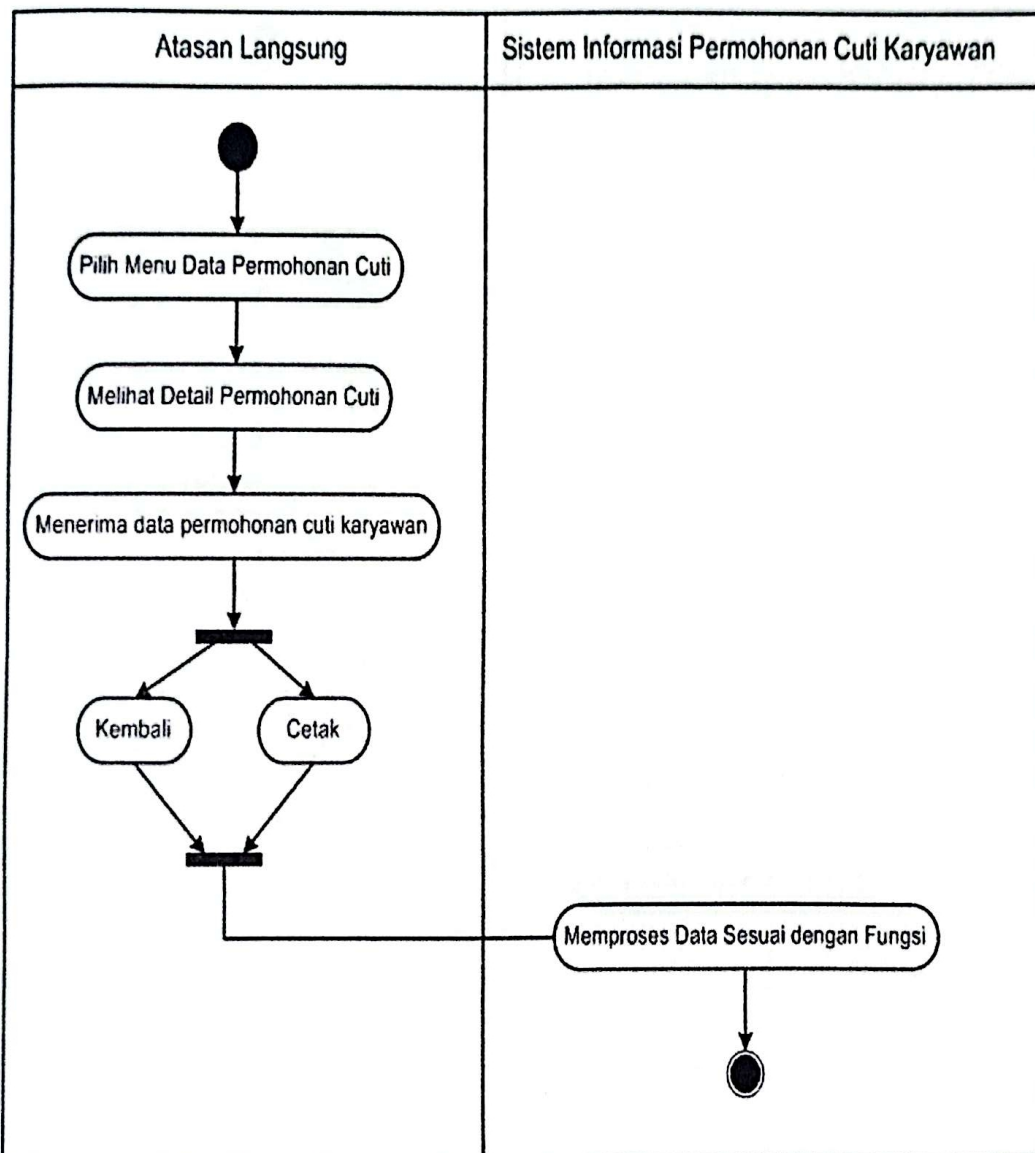 Atasan Langsung
Sistem Informasi Permohonan Cuti Karyawan
Pilih Menu Data Permohonan Cuti
Melihat Detail Permohonan Cuti
Menerima data permohonan cuti karyawan
Kembali
Cetak
Memproses Data Sesuai dengan Fungsi